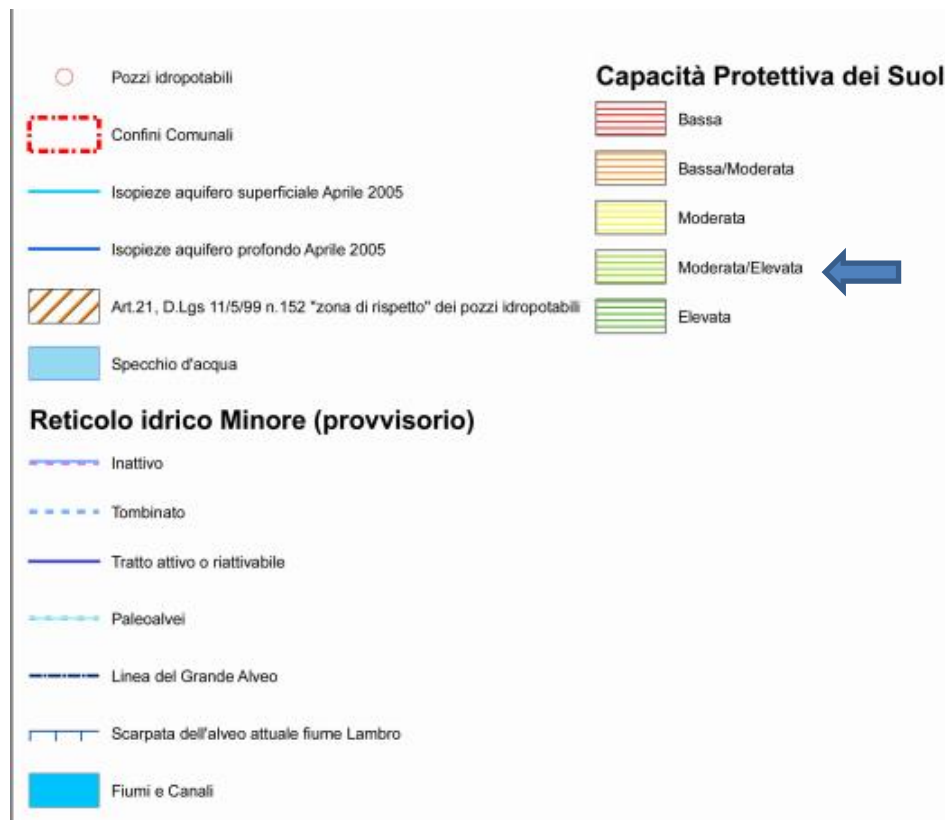 Pozzi idropotabili
Confini Comunali
Isopieze aquifero superficiale Aprile 2005
Isopieze aquifero profondo Aprile 2005
Art.21, D.Lgs 11/5/99 n.152 "zona di rispetto" dei pozzi idropotabili
Specchio d'acqua
Reticolo idrico Minore (provvisorio)
Inattivo
Tombinato
Tratto attivo o riattivabile
Paleoalvei
Linea del Grande Alveo
Scarpata dell'alveo attuale fiume Lambro
Fiumi e Canali
Capacità Protettiva dei Suol
Bassa
Bassa/Moderata
Moderata
Moderata/Elevata
Elevata